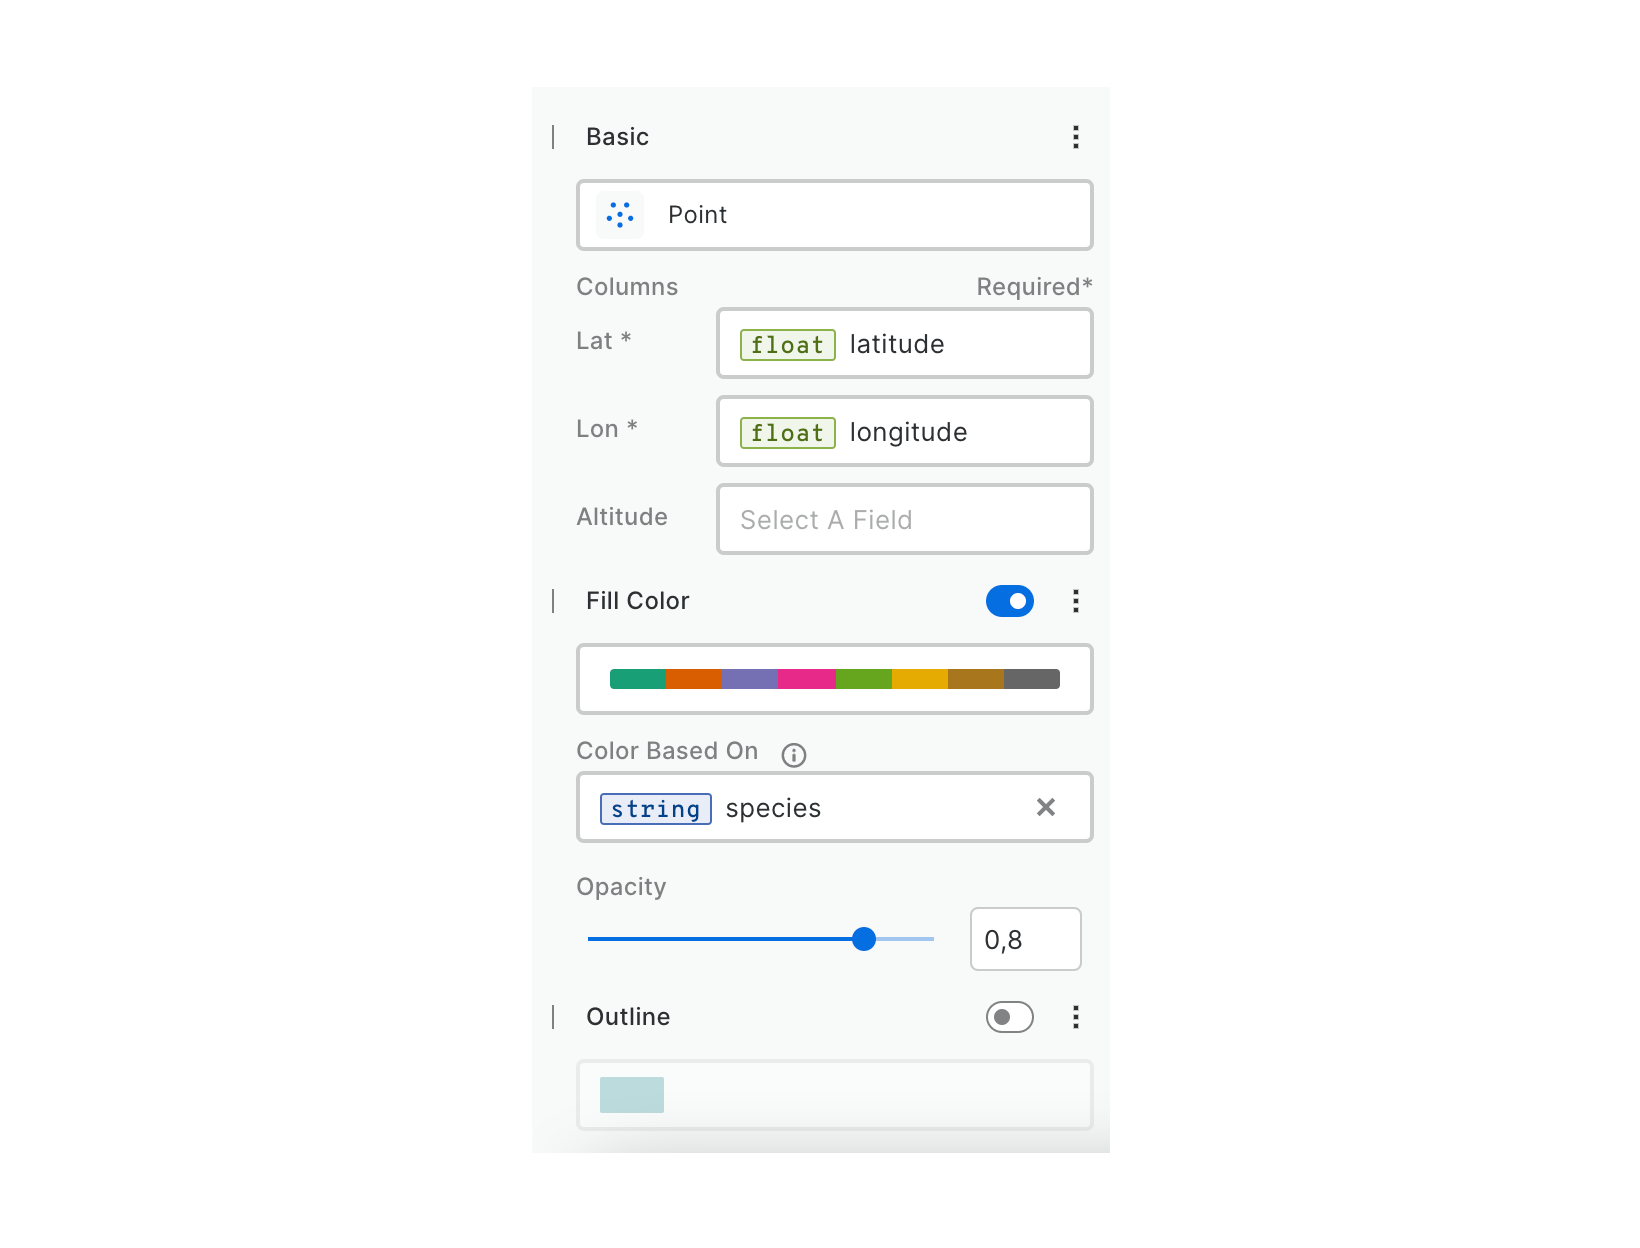 Basic
Point
Columns Required*
Lat * float latitude
Lon * float longitude
Altitude Select A Field
Fill Color
Color Based On
string species
Opacity
0,8
Outline